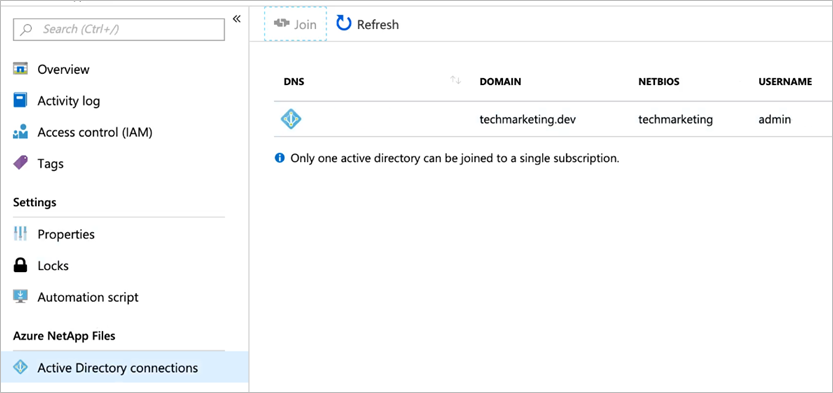 Search (Ctrl+/)
«
Overview
Activity log
Access control (IAM)
Tags
Settings
Properties
Locks
Automation script
Azure NetApp Files
Active Directory connections
Join Refresh
DNS DOMAIN NETBIOS USERNAME
techmarketing.dev techmarketing admin
Only one active directory can be joined to a single subscription.